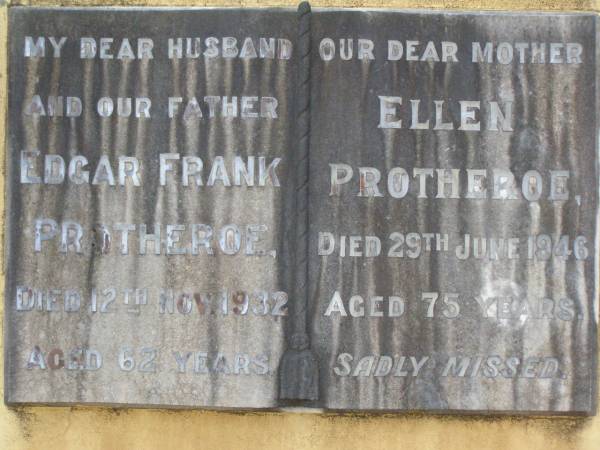 MY DEAR HUSBAND
AND OUR FATHER
EDGAR FRANK
PROTHEROE,
DIED 12TH NOV. 1932
AGED 62 YEARS.
OUR DEAR MOTHER
ELLEN
PROTHEROE,
DIED 29TH JUNE 1946
AGED 75 YEARS.
SADLY MISSED.